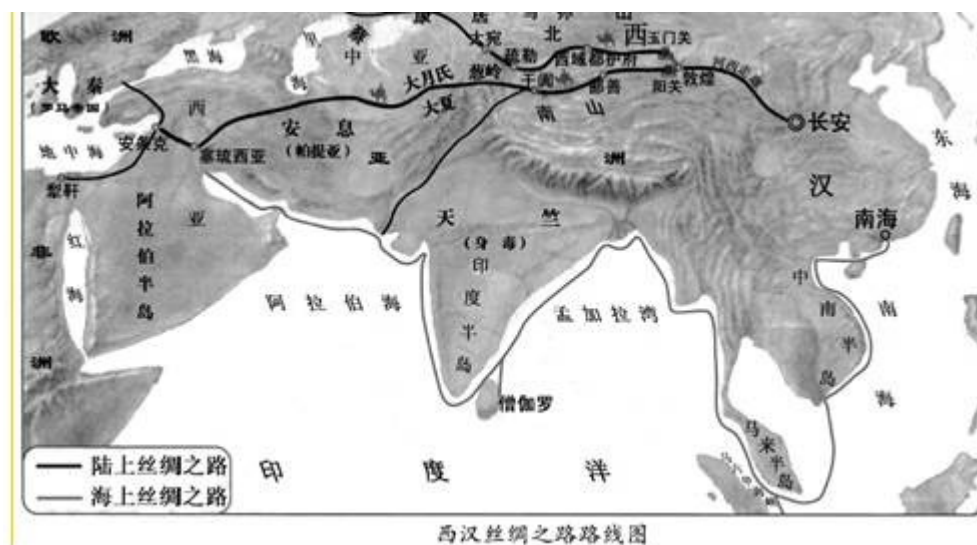 欧洲
黑海
大秦
(罗马帝国)
地中海
安条克
犁轩
塞琉西亚
西
亚
安息
(帕提亚)
大月氏
大夏
葱岭
大宛
康居
疏勒
于阗
北
山
西域都护府
玉门关
西
鄯善
阳关
敦煌
河西走廊
南
山
中亚
亚
洲
长安
汉
东
海
南海
阿拉伯半岛
红
海
非
洲
阿拉伯海
天竺
(身毒)
印度半岛
孟加拉湾
僧伽罗
中南半岛
南
海
马来半岛
印度洋
陆上丝绸之路
海上丝绸之路
西汉丝绸之路路线图